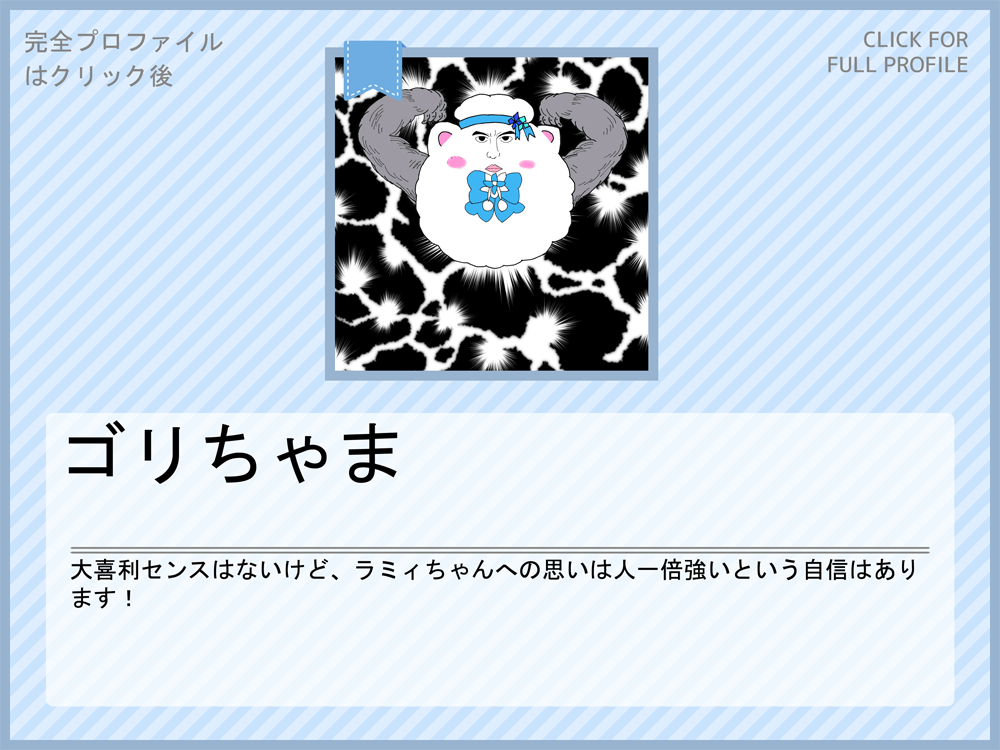 完全プロファイル
はクリック後
CLICK FOR
FULL PROFILE
ゴリちゃま
大喜利センスはないけど、ラミィちゃんへの思いは人一倍強いという自信はあり
ます！